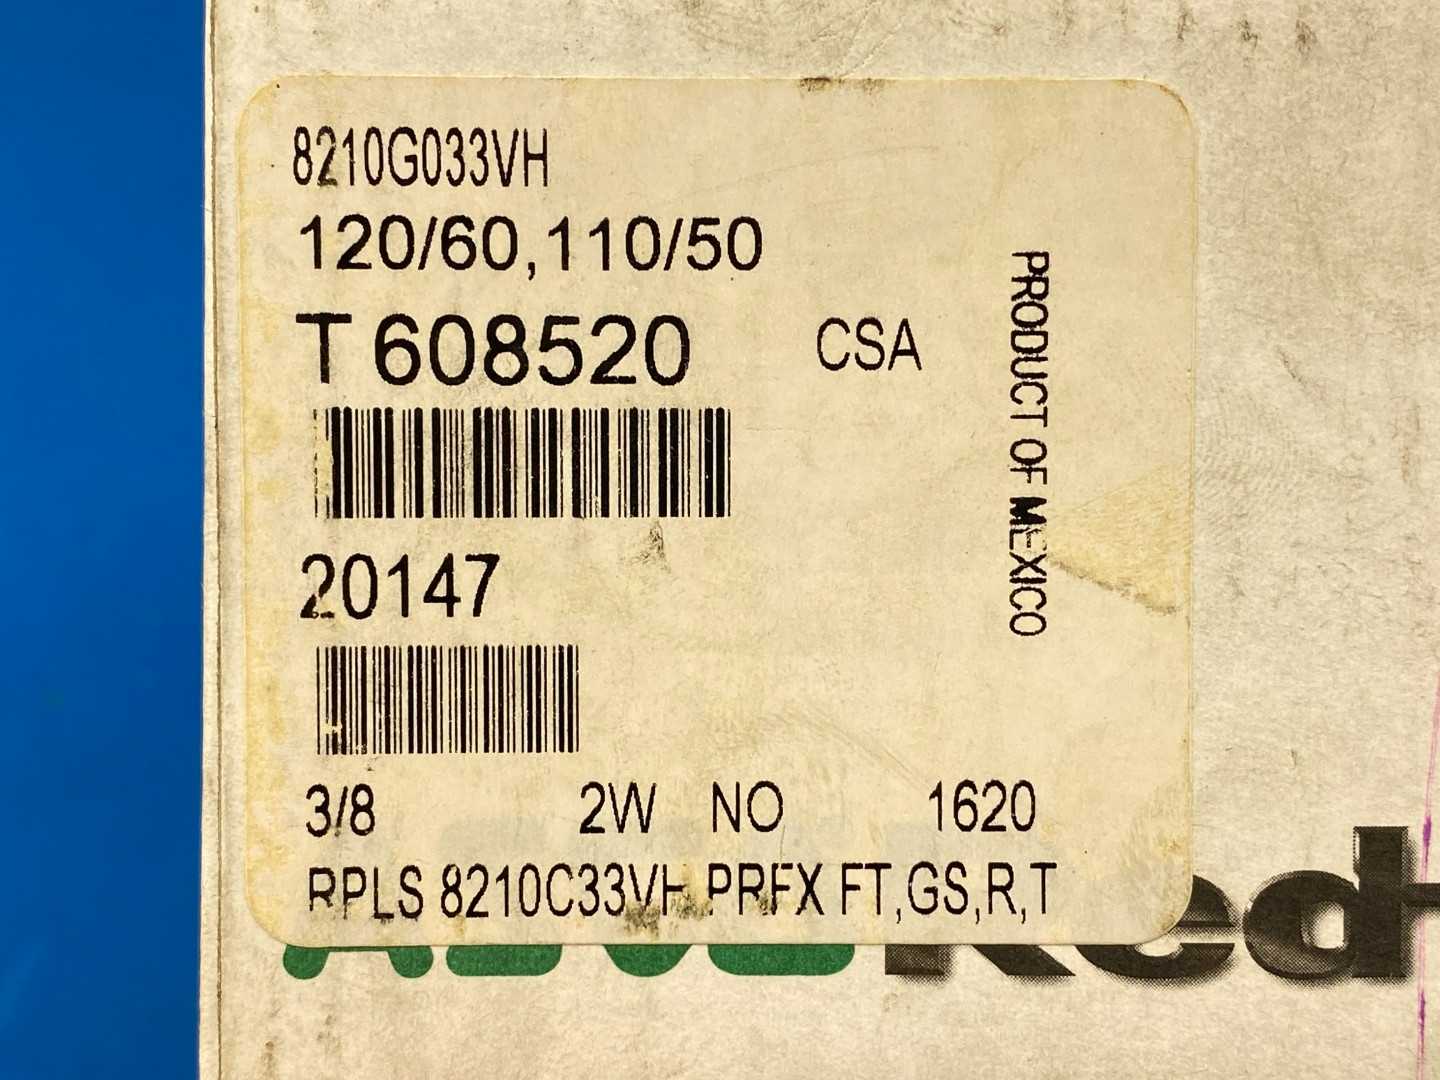 8210G033VH
120/60,110/50
T 608520
CSA
PRODUCT OF MEXICO
20147
3/8 2W NO 1620
RPLS 8210C33VH PRFX FT,GS,R,T